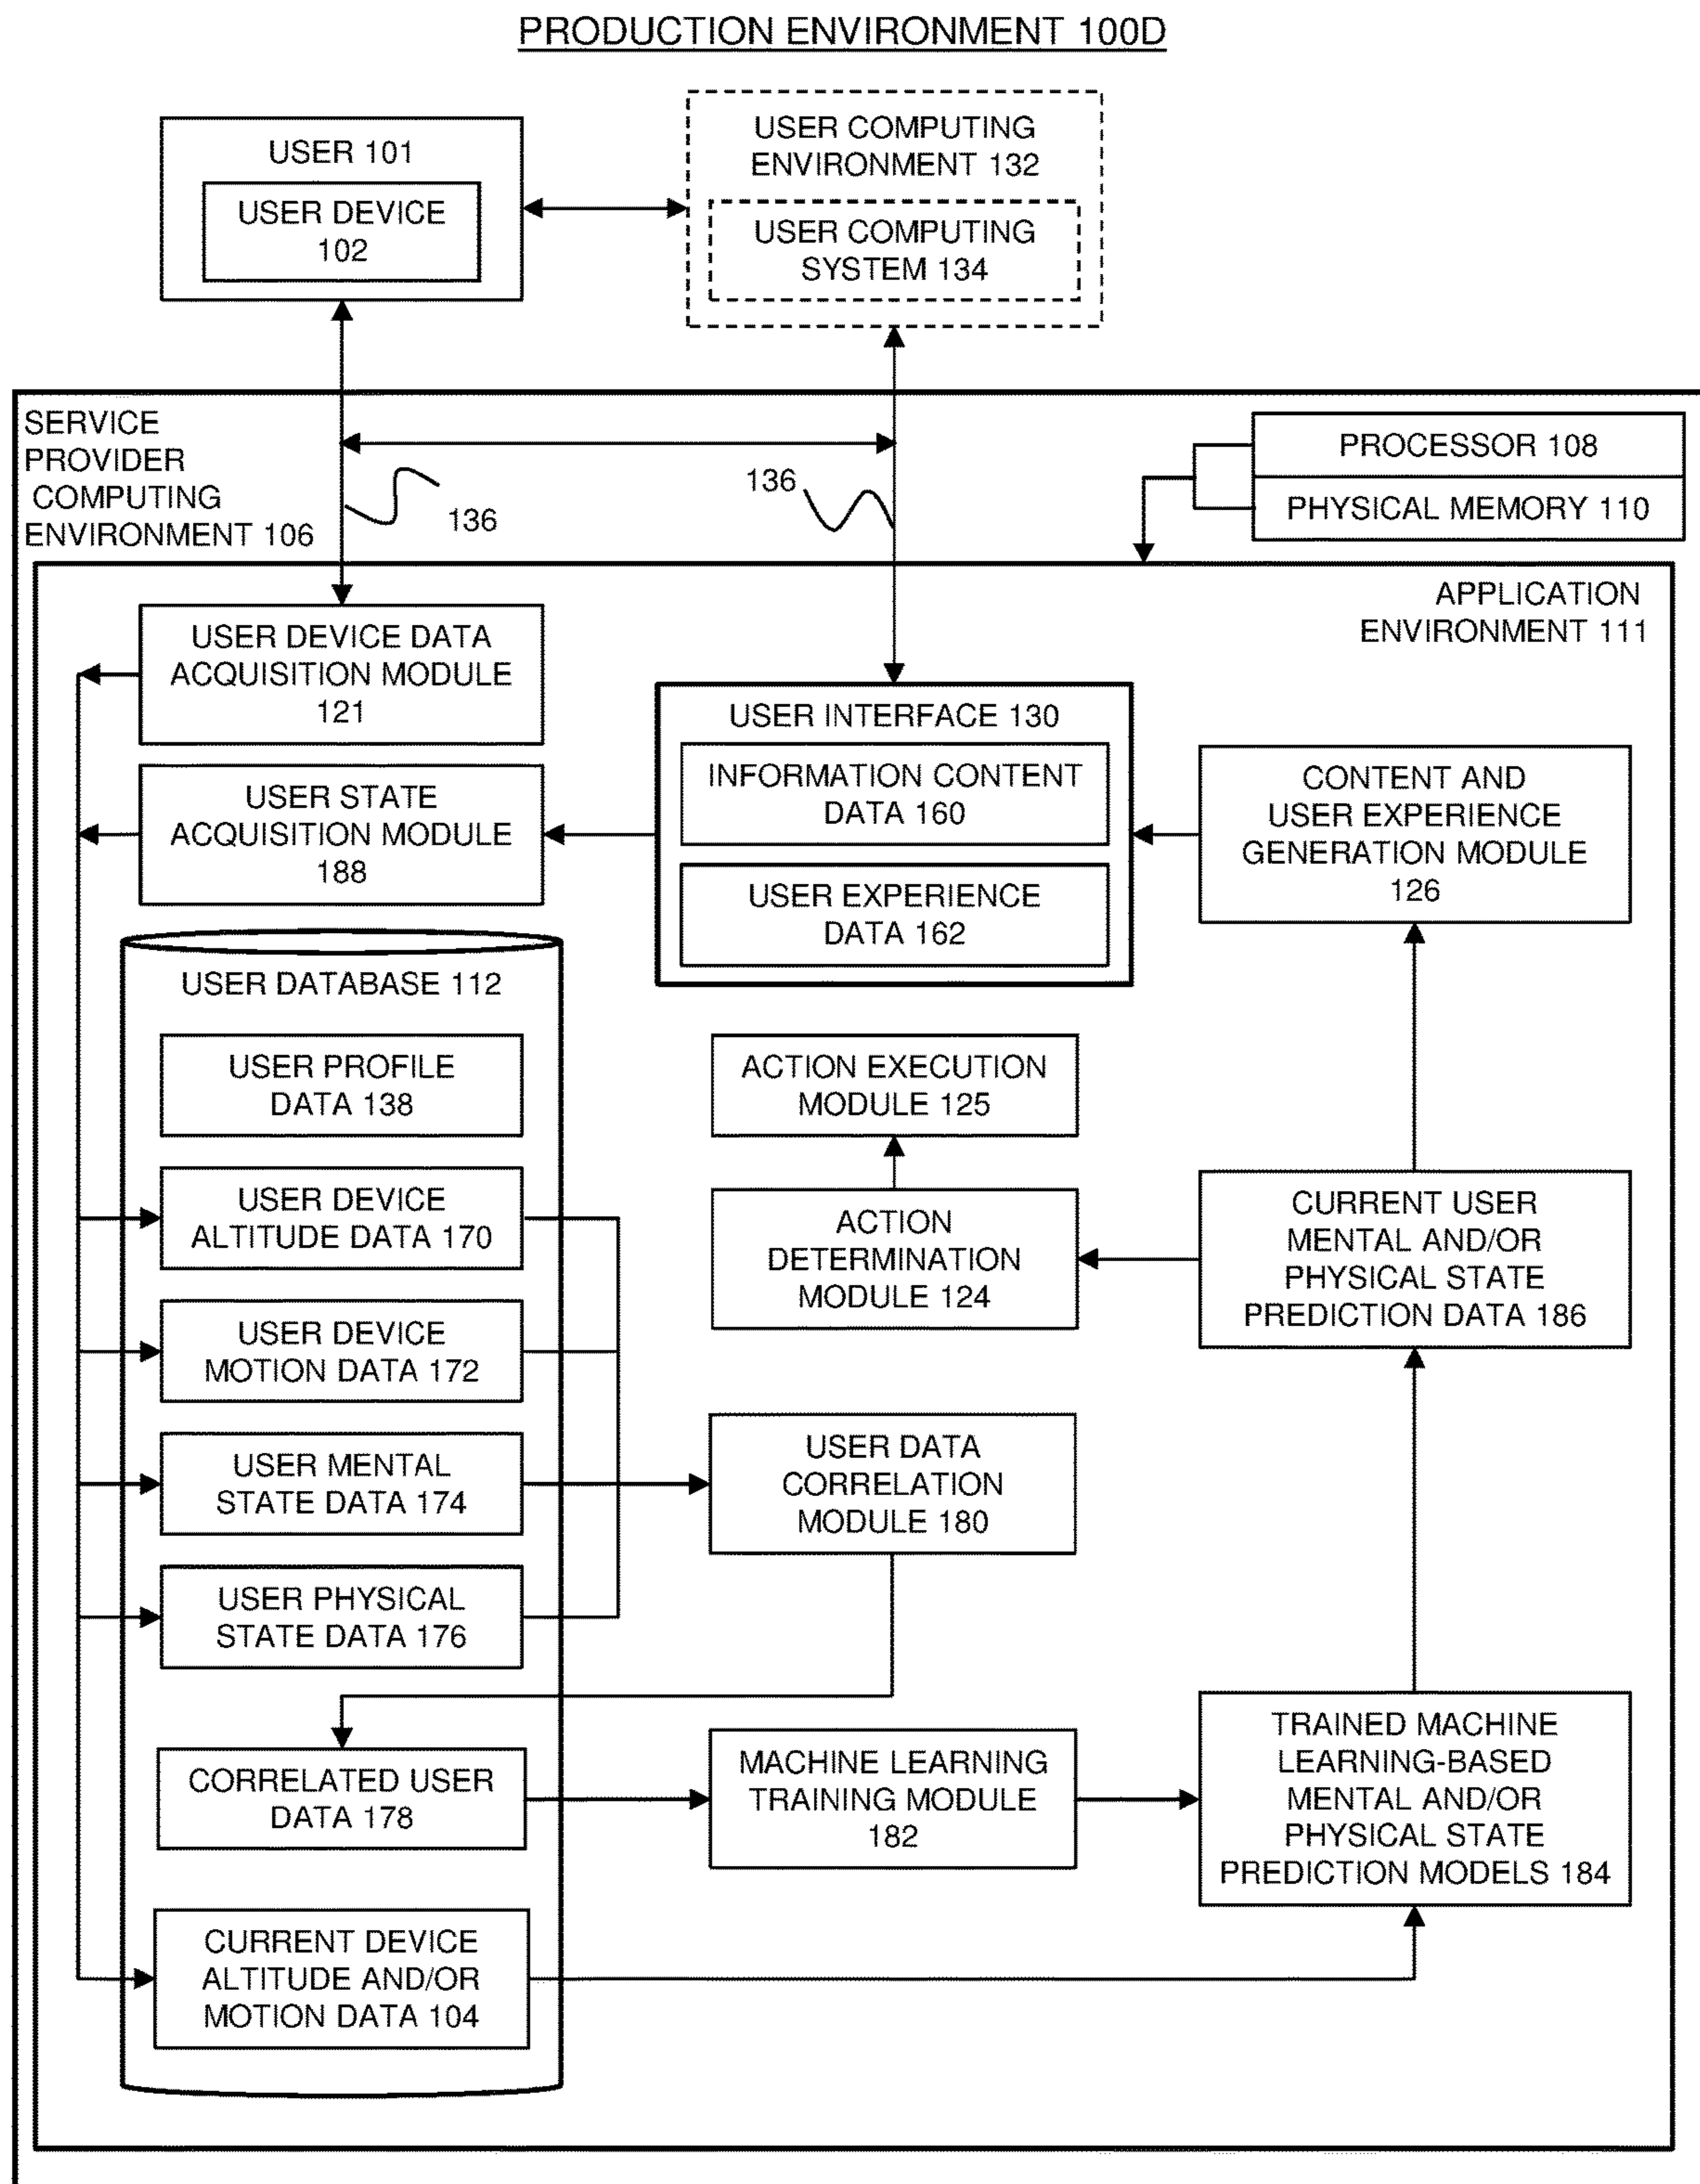 PRODUCTION ENVIRONMENT 100D
USER 101
USER DEVICE
102
USER COMPUTING
ENVIRONMENT 132
USER COMPUTING
SYSTEM 134
SERVICE
PROVIDER
COMPUTING
ENVIRONMENT 106
136
136
PROCESSOR 108
PHYSICAL MEMORY 110
APPLICATION
ENVIRONMENT 111
USER DEVICE DATA
ACQUISITION MODULE
121
USER STATE
ACQUISITION MODULE
188
USER INTERFACE 130
INFORMATION CONTENT
DATA 160
USER EXPERIENCE
DATA 162
CONTENT AND
USER EXPERIENCE
GENERATION MODULE
126
USER DATABASE 112
USER PROFILE
DATA 138
USER DEVICE
ALTITUDE DATA 170
USER DEVICE
MOTION DATA 172
USER MENTAL
STATE DATA 174
USER PHYSICAL
STATE DATA 176
CORRELATED USER
DATA 178
CURRENT DEVICE
ALTITUDE AND/OR
MOTION DATA 104
ACTION EXECUTION
MODULE 125
ACTION
DETERMINATION
MODULE 124
USER DATA
CORRELATION
MODULE 180
MACHINE LEARNING
TRAINING MODULE
182
CURRENT USER
MENTAL AND/OR
PHYSICAL STATE
PREDICTION DATA 186
TRAINED MACHINE
LEARNING-BASED
MENTAL AND/OR
PHYSICAL STATE
PREDICTION MODELS 184